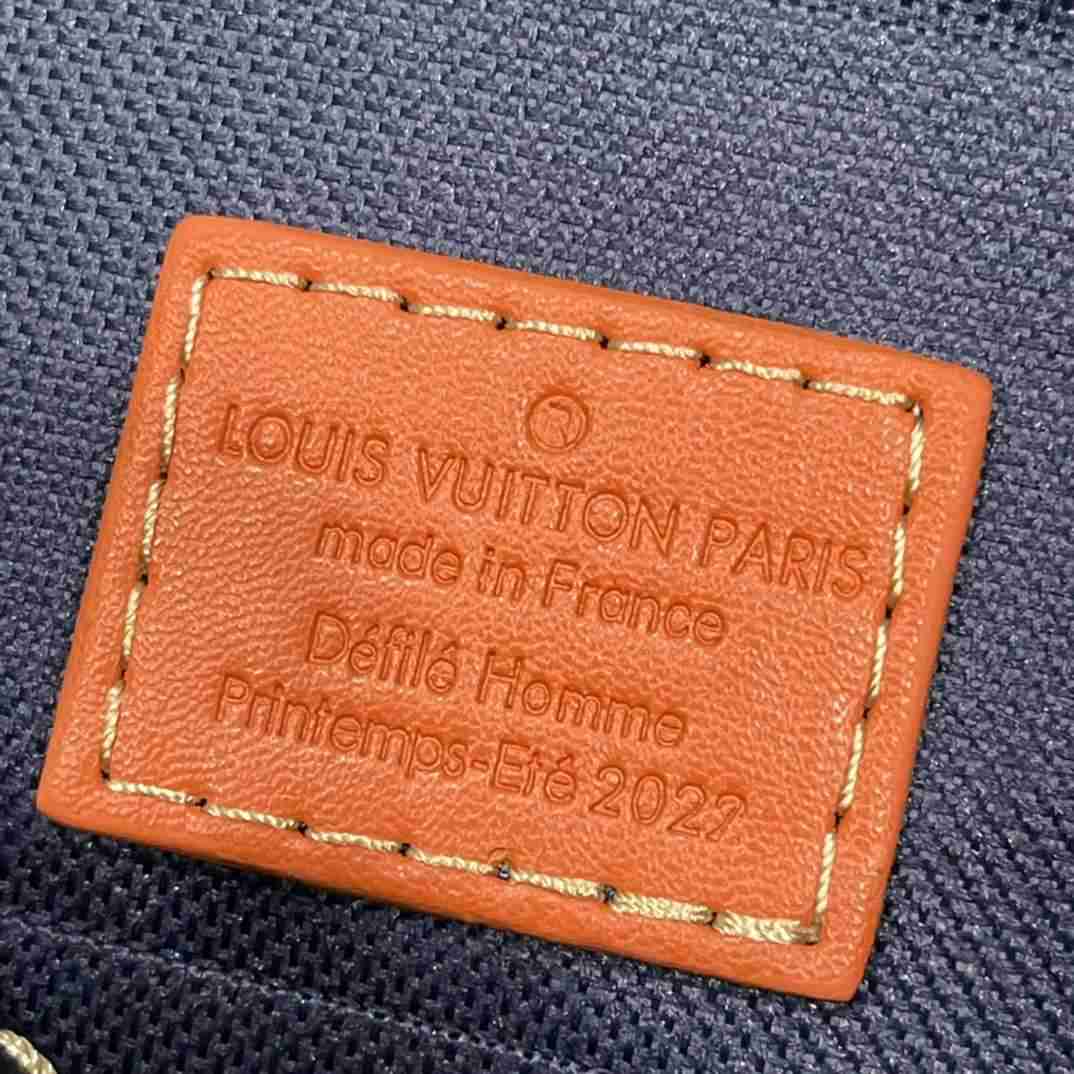 ®
LOUIS VUITTON PARIS
made in France
Défilé Homme
Printemps-Eté 2022